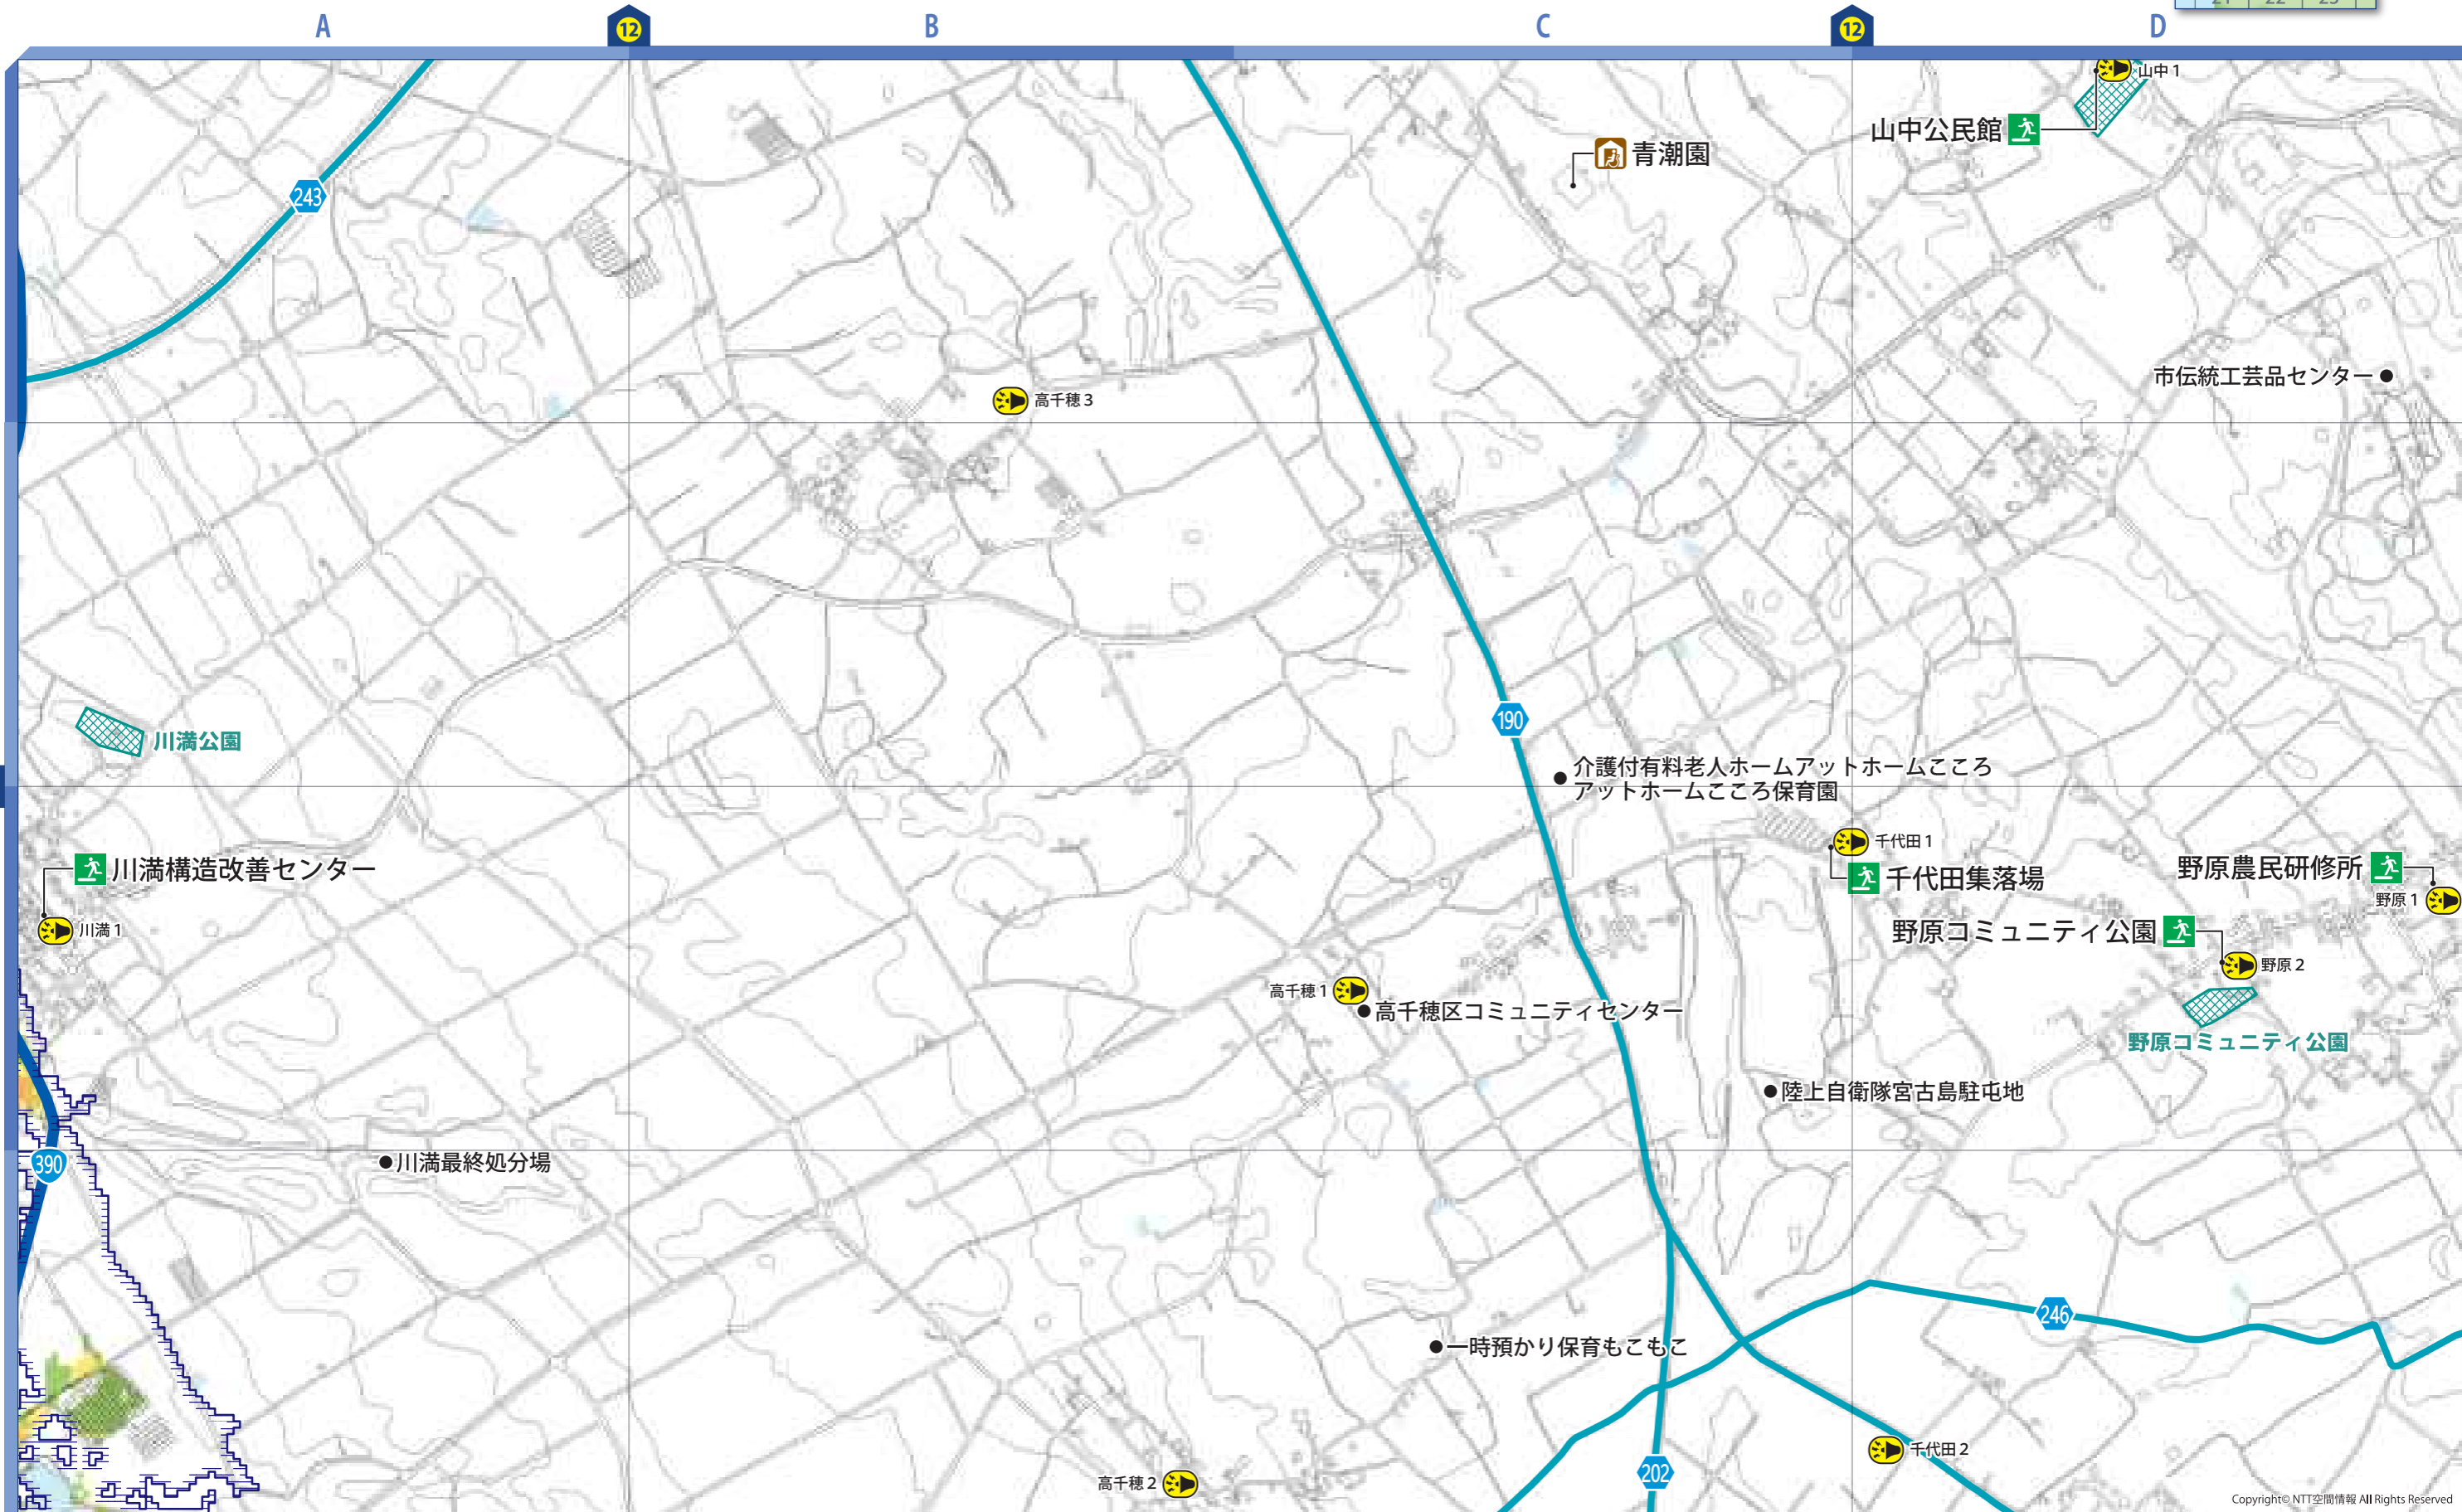 A
12
B
C
12
D
21 22 23
山中1
山中公民館
青潮園
243
市伝統工芸品センター
高千穂3
190
川満公園
介護付有料老人ホームアットホームこころ
アットホームこころ保育園
千代田1
川満構造改善センター
千代田集落場
野原農民研修所
野原1
川満1
野原コミュニティ公園
野原2
高千穂1
高千穂区コミュニティセンター
野原コミュニティ公園
陸上自衛隊宮古島駐屯地
390
川満最終処分場
246
一時預かり保育もこもこ
千代田2
202
高千穂2
Copyright© NTT空間情報 All Rights Reserved